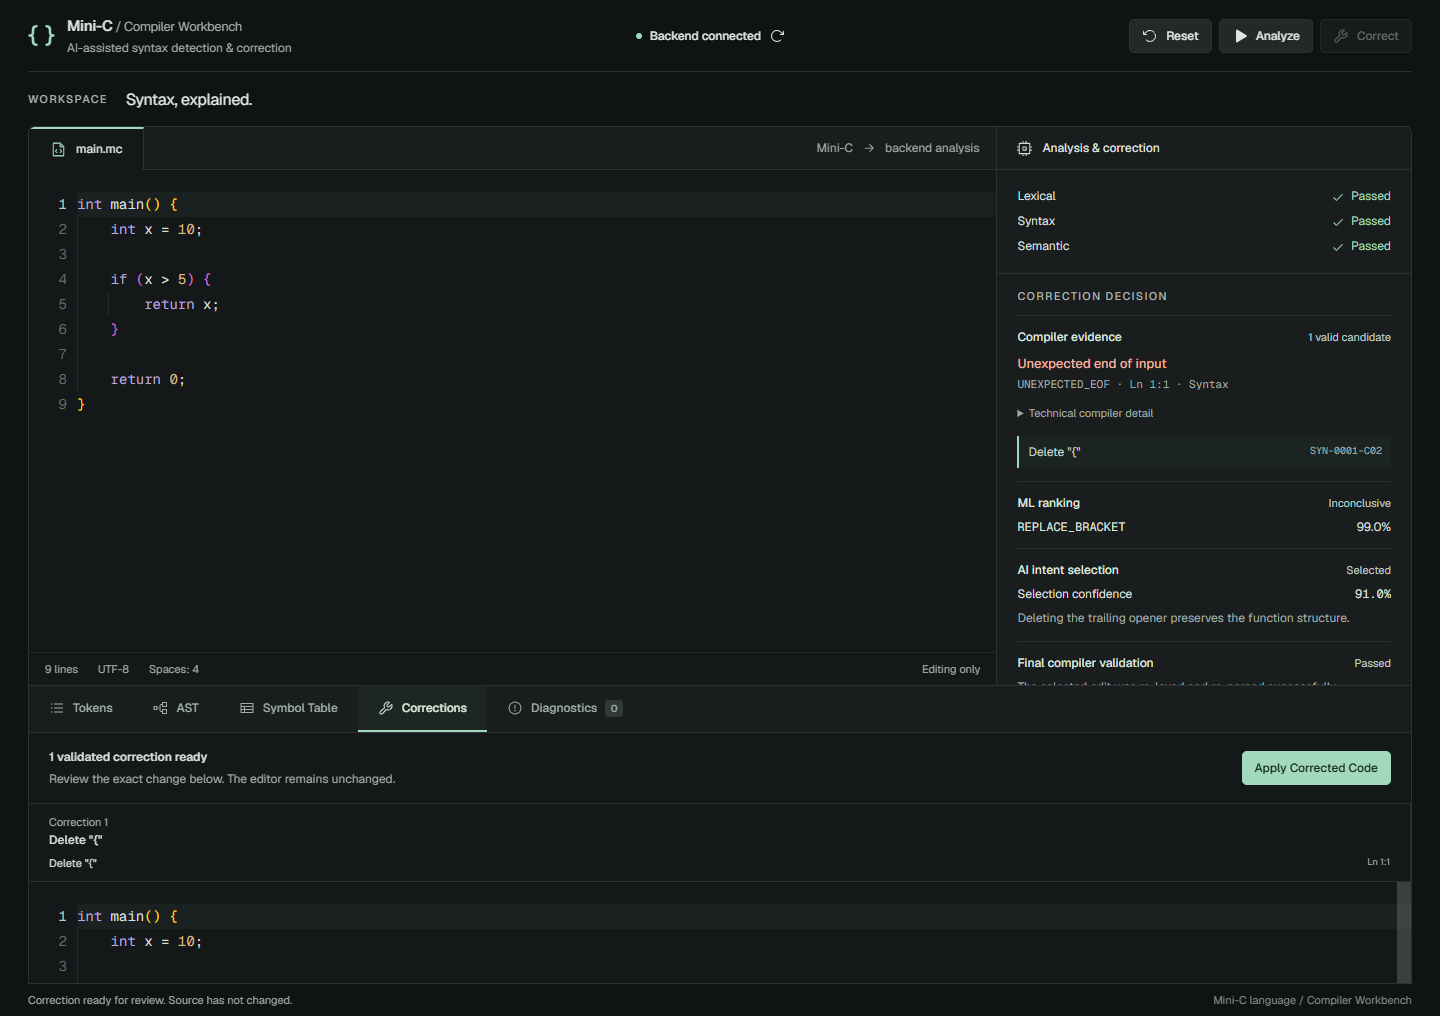 { } Mini-C / Compiler Workbench
AI-assisted syntax detection & correction
Backend connected
Reset
Analyze
Correct
WORKSPACE Syntax, explained.
main.mc
Mini-C → backend analysis
1 int main() {
2 int x = 10;
3
4 if (x > 5) {
5 return x;
6 }
7
8 return 0;
9 }
9 lines UTF-8 Spaces: 4
Editing only
Analysis & correction
Lexical ✓ Passed
Syntax ✓ Passed
Semantic ✓ Passed
CORRECTION DECISION
Compiler evidence 1 valid candidate
Unexpected end of input
UNEXPECTED_EOF · Ln 1:1 · Syntax
Technical compiler detail
Delete "{" SYN-0001-C02
ML ranking Inconclusive
REPLACE_BRACKET 99.0%
AI intent selection Selected
Selection confidence 91.0%
Deleting the trailing opener preserves the function structure.
Final compiler validation Passed
Tokens
AST
Symbol Table
Corrections
Diagnostics 0
1 validated correction ready
Review the exact change below. The editor remains unchanged.
Apply Corrected Code
Correction 1
Delete "{"
Delete "{" Ln 1:1
1 int main() {
2 int x = 10;
3
Correction ready for review. Source has not changed.
Mini-C language / Compiler Workbench